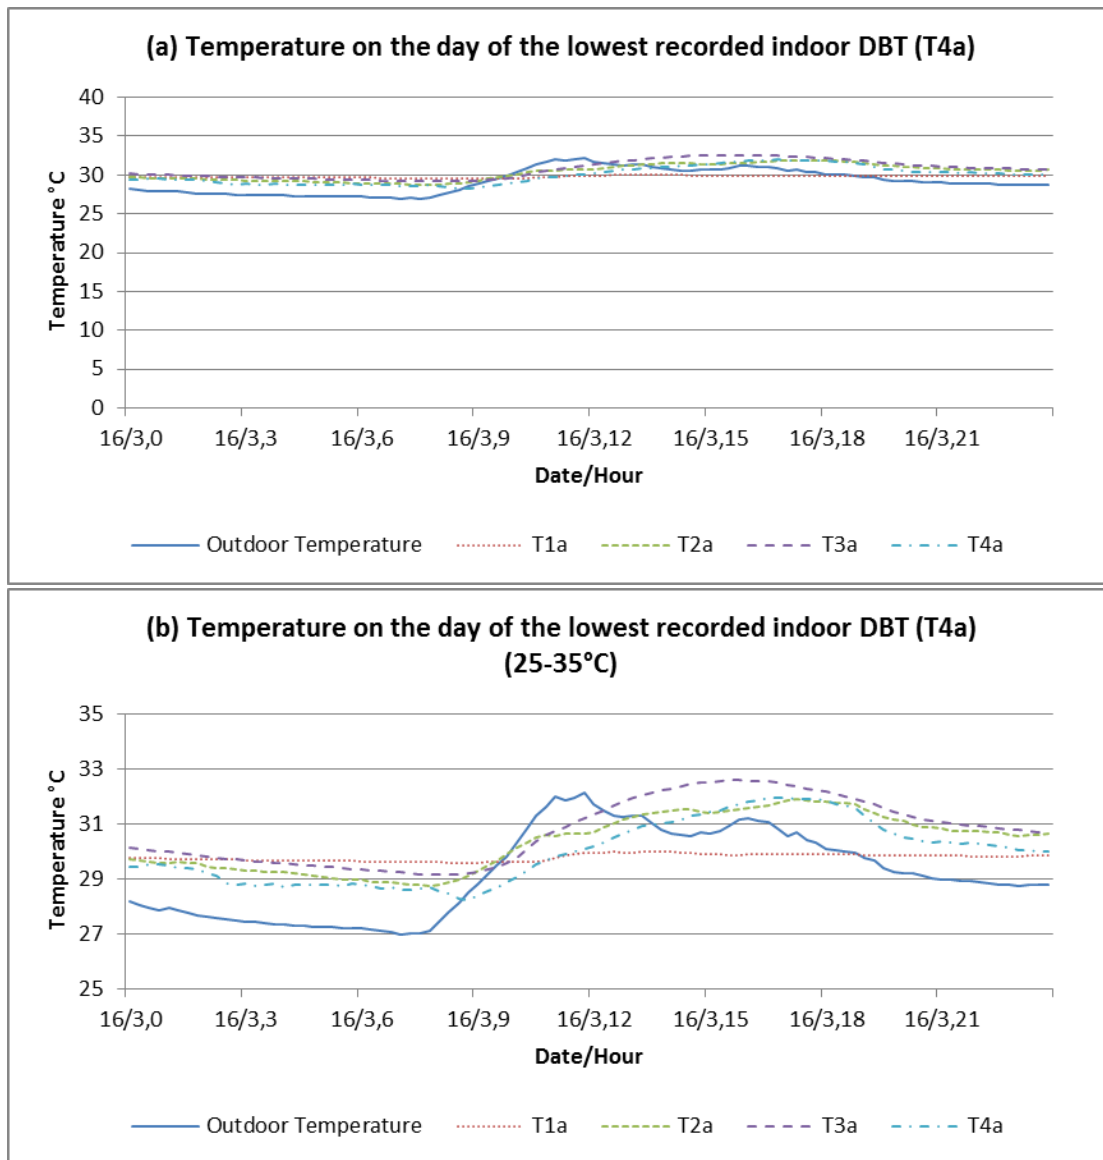 (a) Temperature on the day of the lowest recorded indoor DBT (T4a)
40
35
30
25
20
15
10
5
0
Temperature °C
16/3,0 16/3,3 16/3,6 16/3,9 16/3,12 16/3,15 16/3,18 16/3,21
Date/Hour
Outdoor Temperature T1a T2a T3a T4a
(b) Temperature on the day of the lowest recorded indoor DBT (T4a)
(25-35°C)
35
33
31
29
27
25
Temperature °C
16/3,0 16/3,3 16/3,6 16/3,9 16/3,12 16/3,15 16/3,18 16/3,21
Date/Hour
Outdoor Temperature T1a T2a T3a T4a